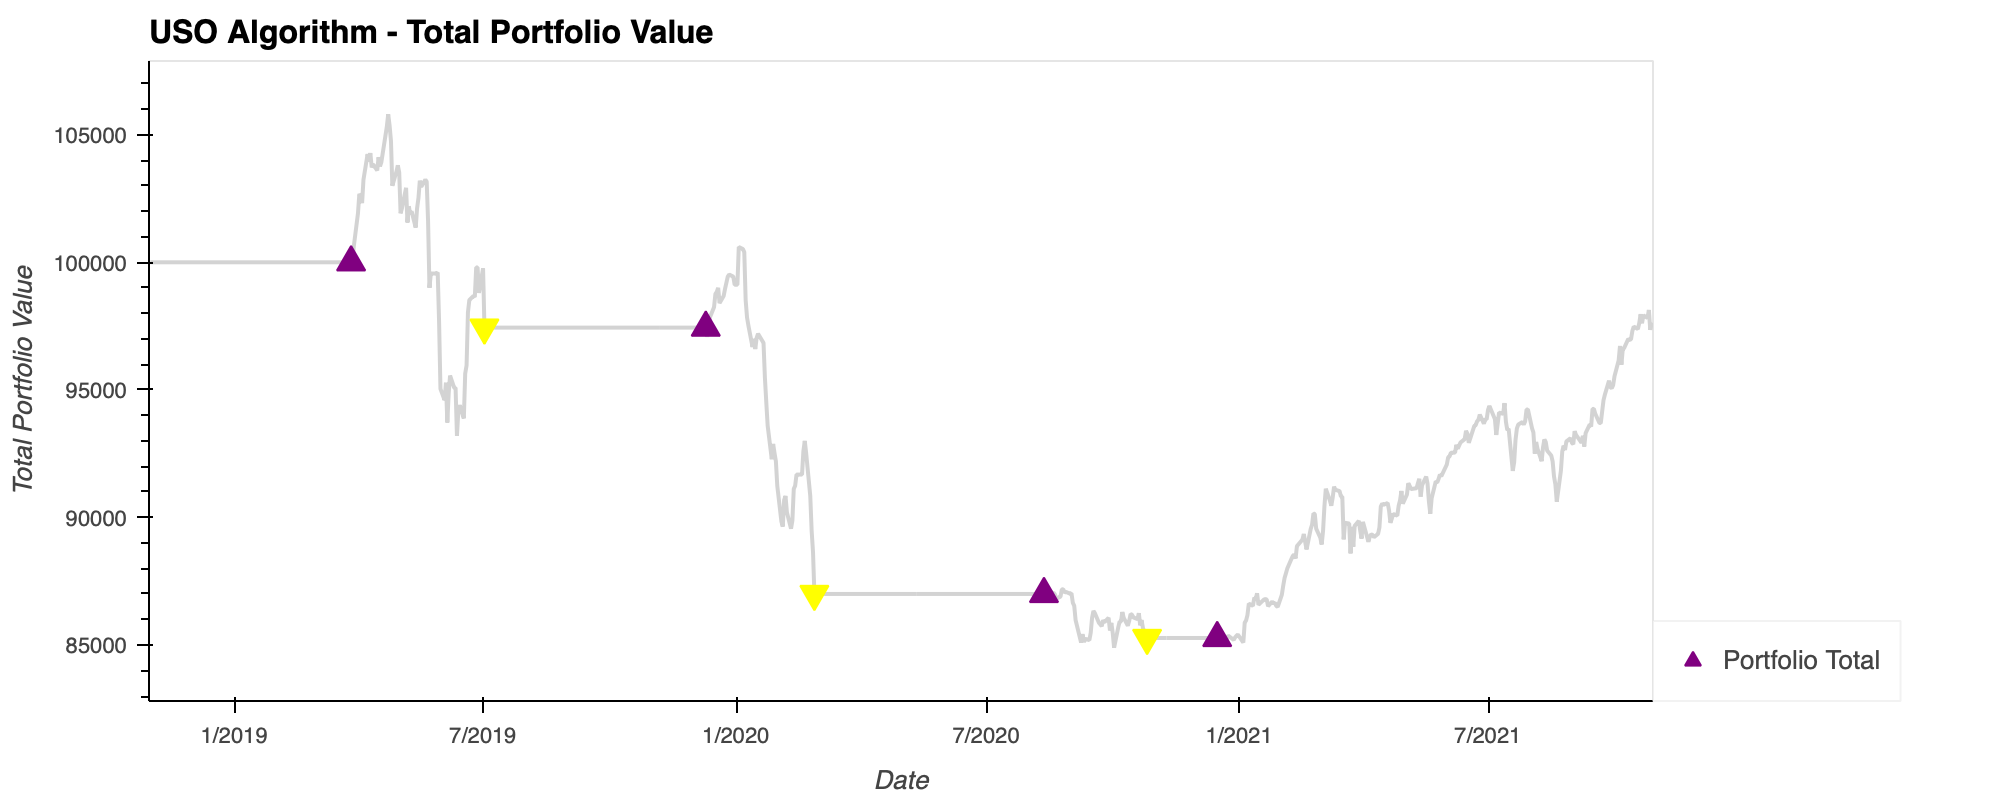 USO Algorithm - Total Portfolio Value
Total Portfolio Value
105000
100000
95000
90000
85000
1/2019
7/2019
1/2020
7/2020
1/2021
7/2021
Date
Portfolio Total